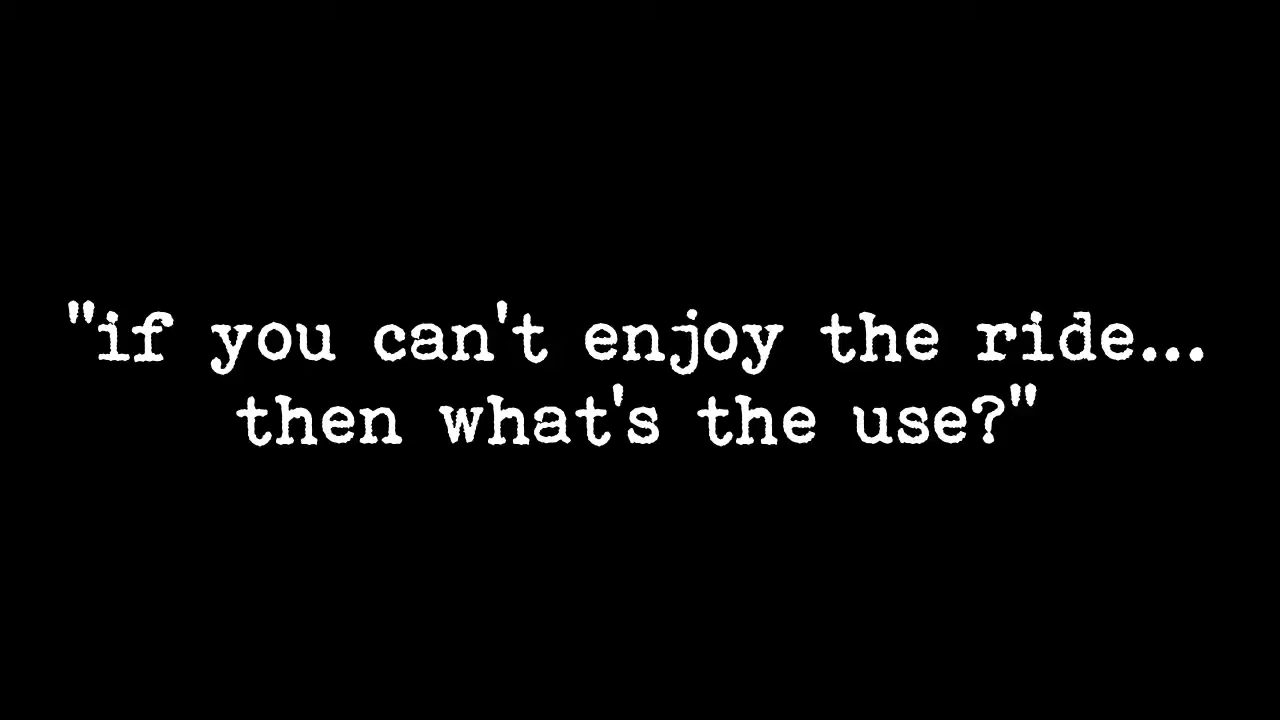 "if you can't enjoy the ride...
then what's the use?"